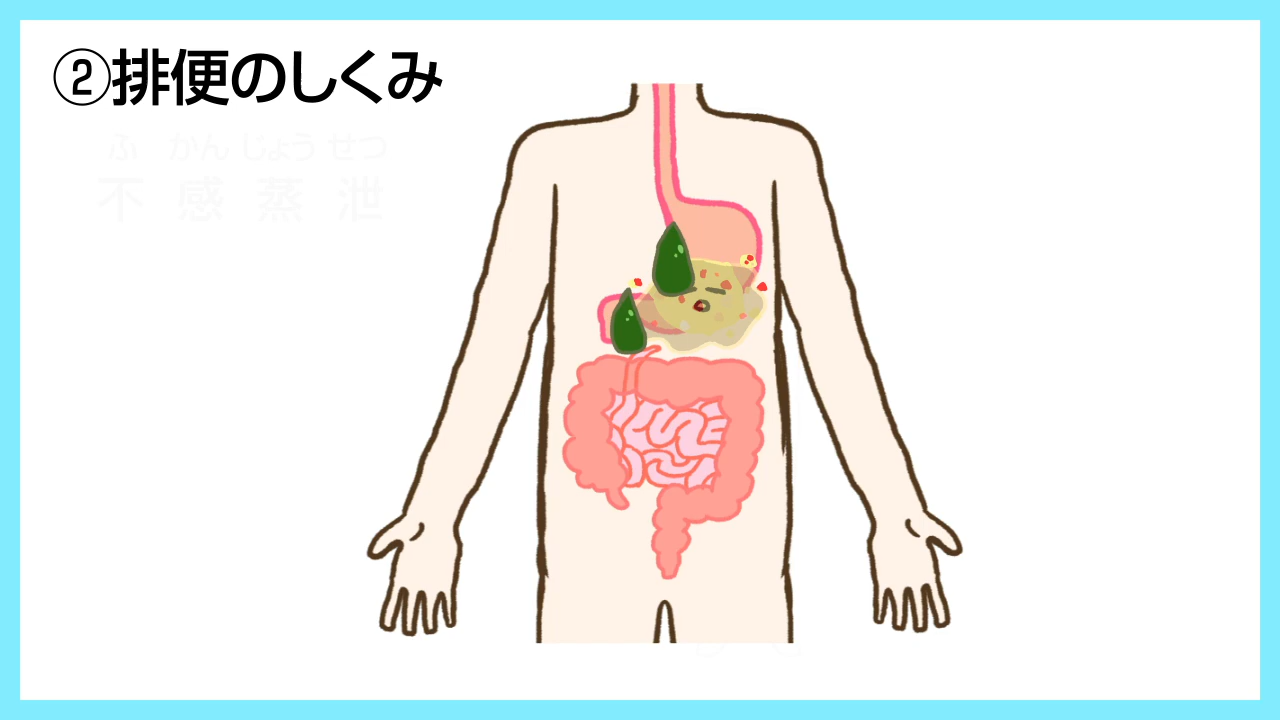 ②排便のしくみ
ふ かん じょう せつ
不 感 蒸 泄